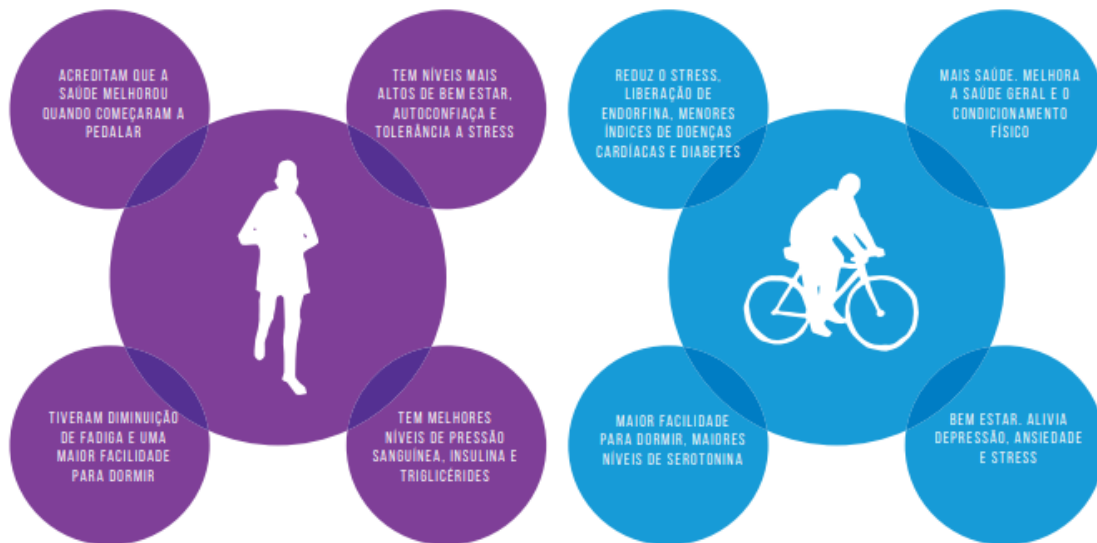 ACREDITAM QUE A
SAÚDE MELHOROU
QUANDO COMEÇARAM A
PEDALAR
TEM NÍVEIS MAIS
ALTOS DE BEM ESTAR,
AUTOCONFIAÇA E
TOLERÂNCIA A STRESS
TIVERAM DIMINUIÇÃO
DE FADIGA E UMA
MAIOR FACILIDADE
PARA DORMIR
TEM MELHORES
NÍVEIS DE PRESSÃO
SANGUÍNEA, INSULINA E
TRIGLICÉRIDES
REDUZ O STRESS,
LIBERAÇÃO DE
ENDORFINA, MENORES
ÍNDICES DE DOENÇAS
CARDÍACAS E DIABETES
MAIS SAÚDE. MELHORA
A SAÚDE GERAL E O
CONDICIONAMENTO
FÍSICO
MAIOR FACILIDADE
PARA DORMIR, MAIORES
NÍVEIS DE SEROTONINA
BEM ESTAR. ALIVIA
DEPRESSÃO, ANSIEDADE
E STRESS